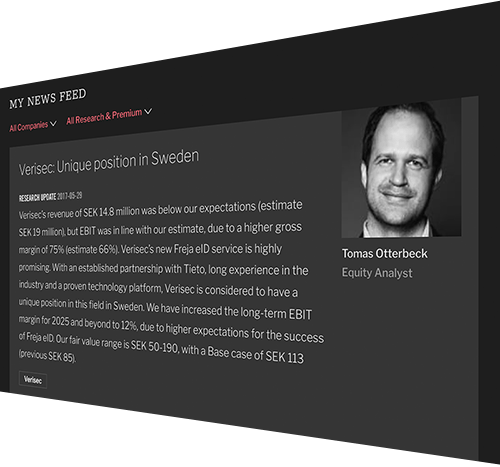 MY NEWS FEED
All Companies All Research & Premium
Verisec: Unique position in Sweden
RESEARCH UPDATE 2017-05-29
Verisec's revenue of SEK 14.8 million was below our expectations (estimate
SEK 19 million), but EBIT was in line with our estimate, due to a higher gross
margin of 75% (estimate 66%). Verisec's new Freja eID service is highly
promising. With an established partnership with Tieto, long experience in the
industry and a proven technology platform, Verisec is considered to have a
unique position in this field in Sweden. We have increased the long-term EBIT
margin for 2025 and beyond to 12%, due to higher expectations for the success
of Freja eID. Our fair value range is SEK 50-190, with a Base case of SEK 113
(previous SEK 85).
Verisec
Tomas Otterbeck
Equity Analyst